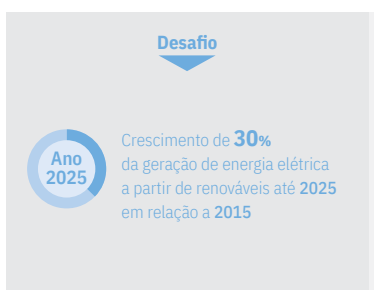 Desafio
Ano
2025
Crescimento de 30%
da geração de energia elétrica
a partir de renováveis até 2025
em relação a 2015